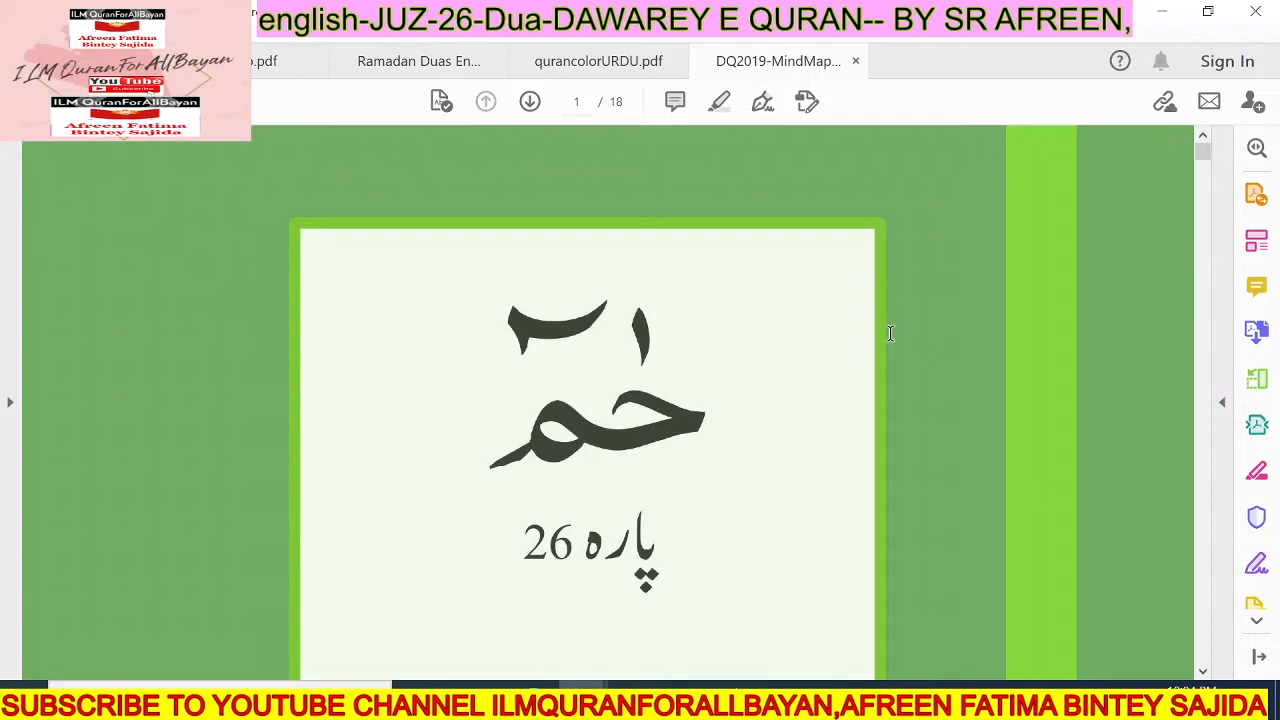 ILM QuranForAllBayan
Afreen Fatima
Bintey Sajida
ILM QuranForAllBayan
YouTube
Subscribe
ILM QuranForAllBayan
Afreen Fatima
Bintey Sajida
english-JUZ-26-Dua-DAWAREY E QURAN-- BY SR AFREEN,
.pdf
Ramadan Duas En...
qurancolorURDU.pdf
DQ2019-MindMap...
Sign In
1 / 18
حٰمٓ
پارہ 26
SUBSCRIBE TO YOUTUBE CHANNEL ILMQURANFORALLBAYAN,AFREEN FATIMA BINTEY SAJIDA